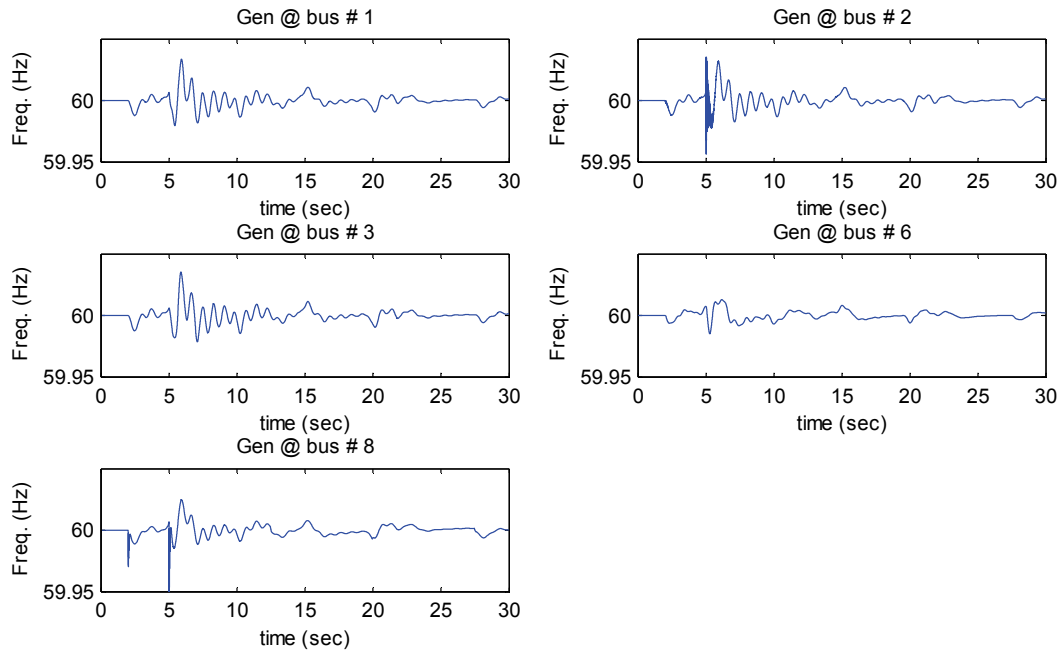 Gen @ bus # 1
Freq. (Hz)
60
59.95
0 5 10 15 20 25 30
time (sec)
Gen @ bus # 2
Freq. (Hz)
60
59.95
0 5 10 15 20 25 30
time (sec)
Gen @ bus # 3
Freq. (Hz)
60
59.95
0 5 10 15 20 25 30
time (sec)
Gen @ bus # 6
Freq. (Hz)
60
59.95
0 5 10 15 20 25 30
time (sec)
Gen @ bus # 8
Freq. (Hz)
60
59.95
0 5 10 15 20 25 30
time (sec)